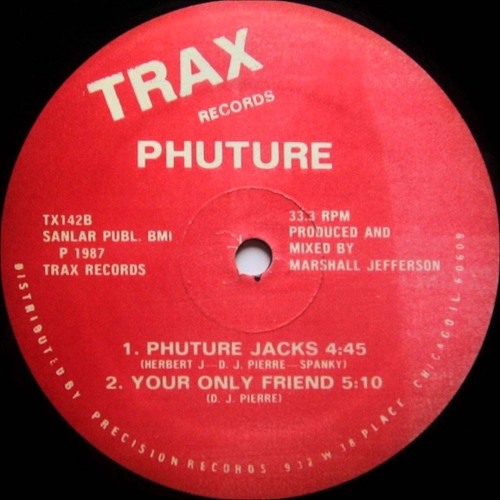 TRAX
RECORDS
PHUTURE
TX142B
SANLAR PUBL. BMI
P 1987
TRAX RECORDS
33.3 RPM
PRODUCED AND
MIXED BY
MARSHALL JEFFERSON
1. PHUTURE JACKS 4:45
(HERBERT J—D. J. PIERRE—SPANKY)
2. YOUR ONLY FRIEND 5:10
(D. J. PIERRE)
DISTRIBUTED BY PRECISION RECORDS 932 W 38 PLACE, CHICAGO IL 60609